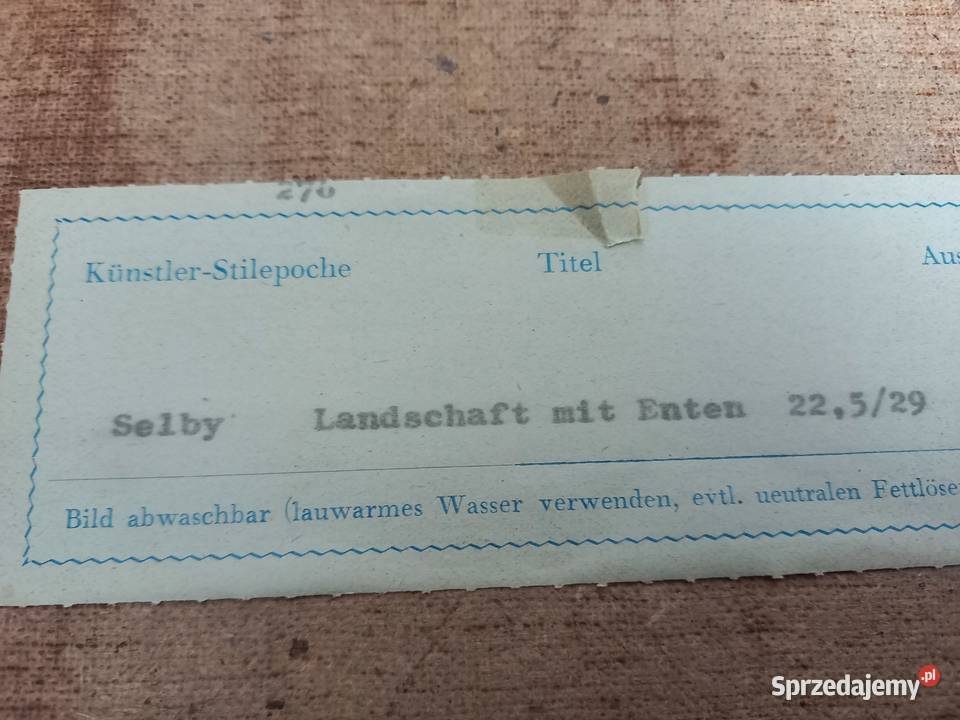 Künstler-Stilepoche Titel
Selby Landschaft mit Enten 22,5/29
Bild abwaschbar (lauwarmes Wasser verwenden, evtl. ueutralen
Sprzedajemy.pl